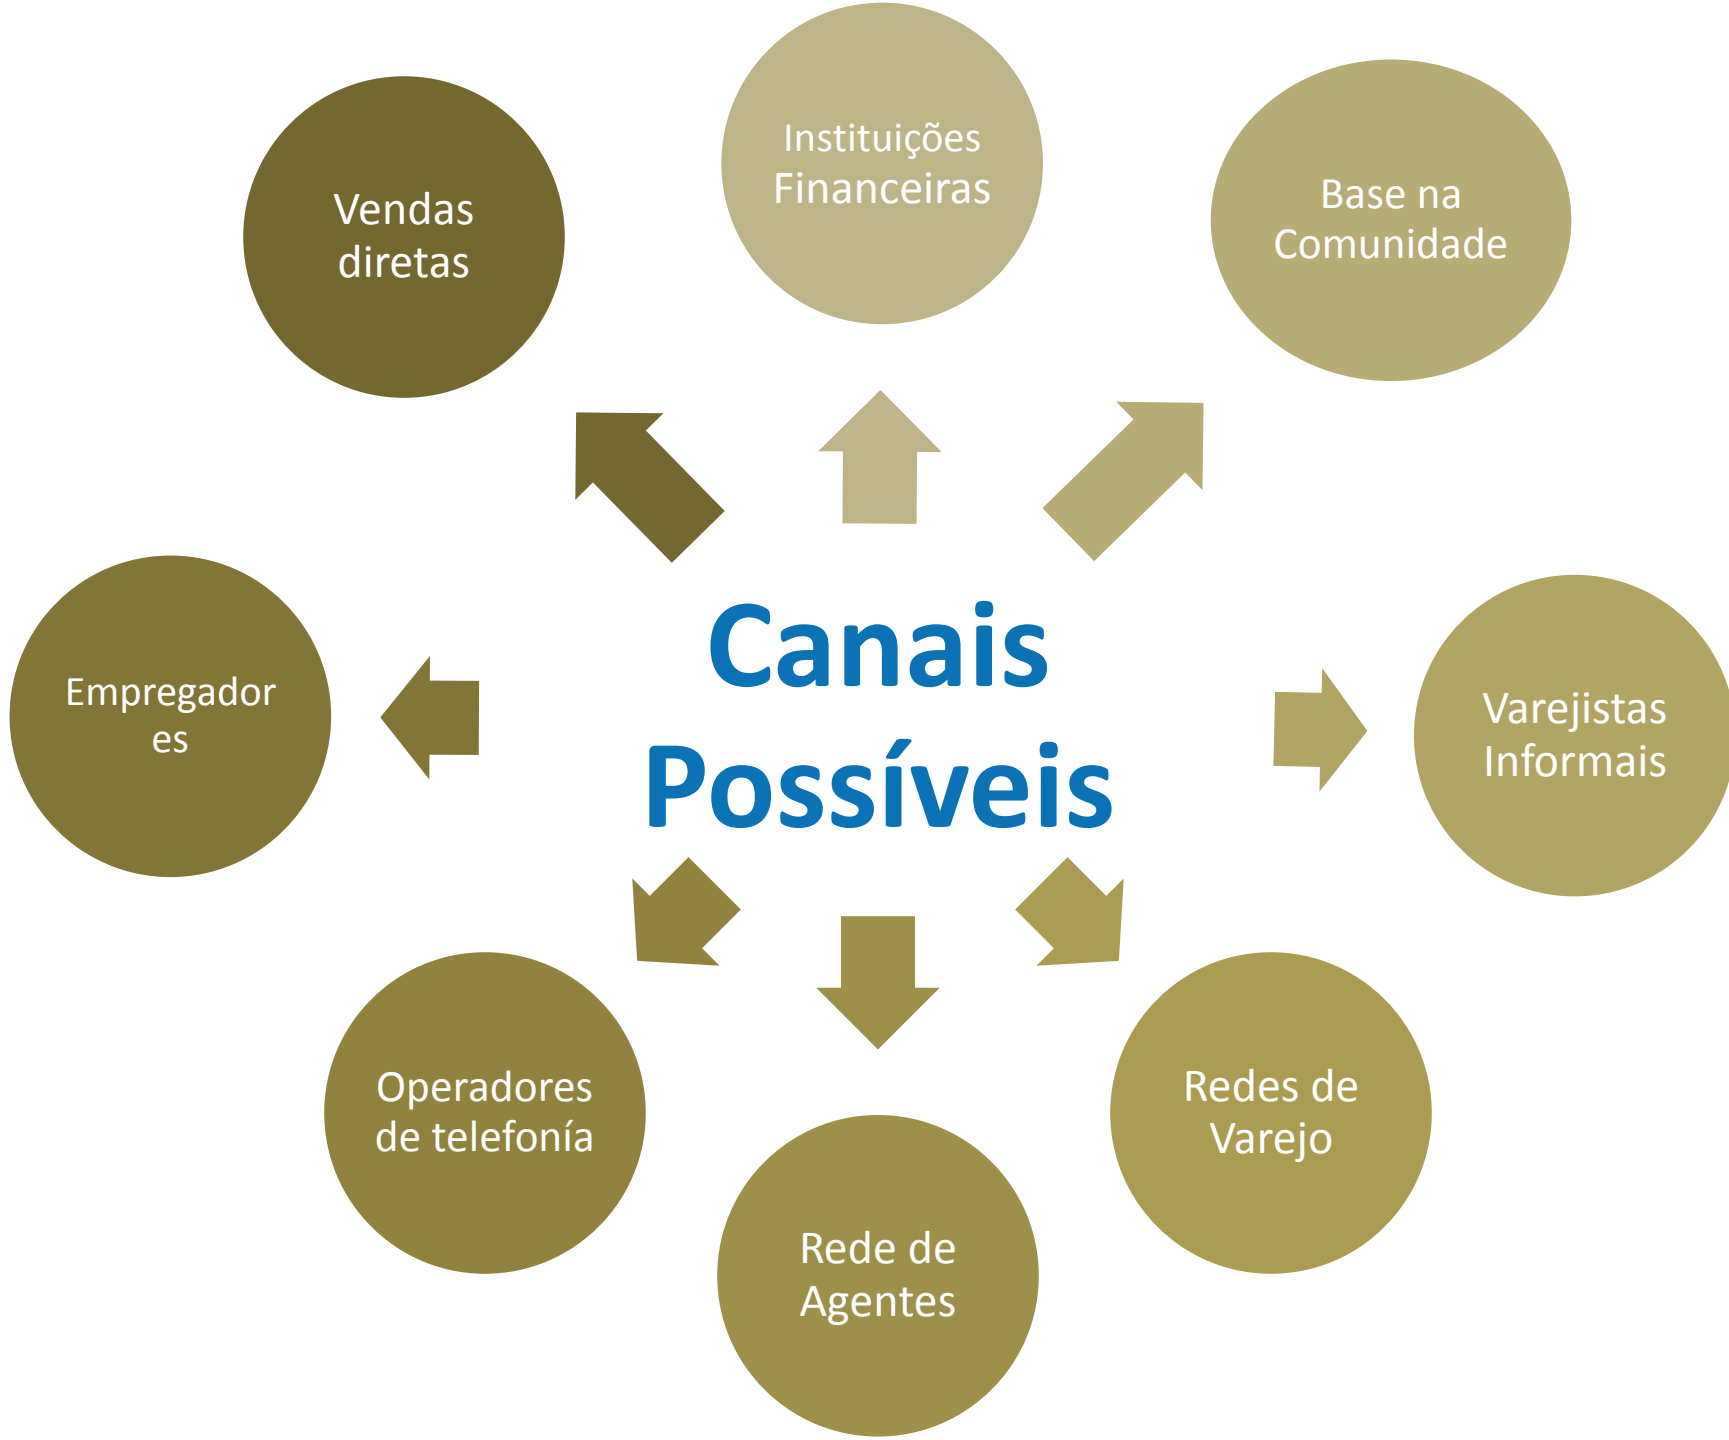 Canais
Possíveis
Instituições
Financeiras
Base na
Comunidade
Varejistas
Informais
Redes de
Varejo
Rede de
Agentes
Operadores
de telefonía
Empregador
es
Vendas
diretas